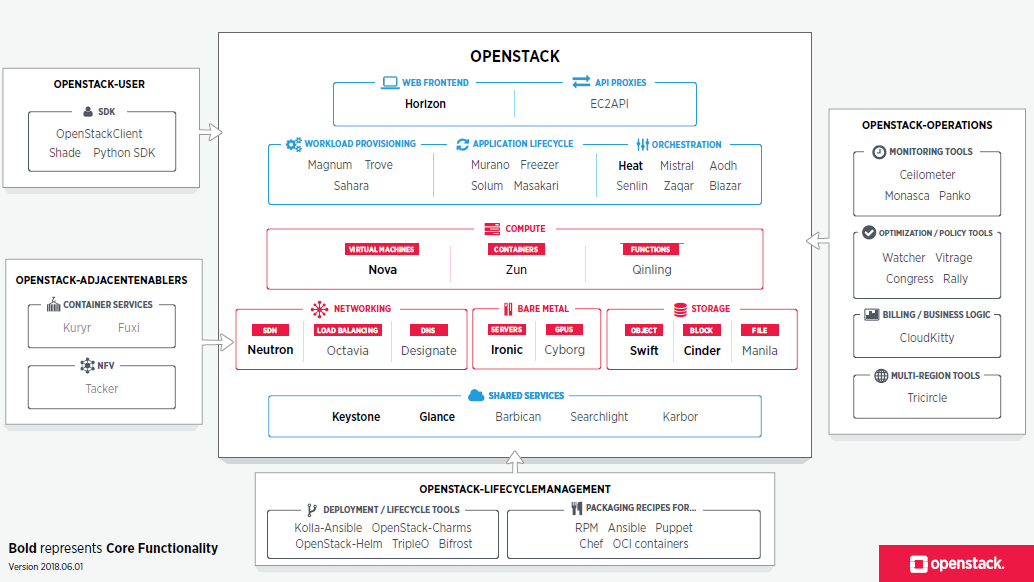 OPENSTACK
WEB FRONTEND
API PROXIES
Horizon
EC2API
WORKLOAD PROVISIONING
APPLICATION LIFECYCLE
ORCHESTRATION
Magnum Trove
Sahara
Murano Freezer
Solum Masakari
Heat Mistral Aodh
Senlin Zaqar Blazar
COMPUTE
VIRTUAL MACHINES
CONTAINERS
FUNCTIONS
Nova
Zun
Qinling
NETWORKING
BARE METAL
STORAGE
SDN
LOAD BALANCING
DNS
SERVERS
GPUS
OBJECT
BLOCK
FILE
Neutron
Octavia
Designate
Ironic
Cyborg
Swift
Cinder
Manila
SHARED SERVICES
Keystone Glance Barbican Searchlight Karbor
OPENSTACK-USER
SDK
OpenStackClient
Shade Python SDK
OPENSTACK-ADJACENTENABLERS
CONTAINER SERVICES
Kuryr Fuxi
NFV
Tacker
OPENSTACK-OPERATIONS
MONITORING TOOLS
Ceilometer
Monasca Panko
OPTIMIZATION / POLICY TOOLS
Watcher Vitrage
Congress Rally
BILLING / BUSINESS LOGIC
CloudKitty
MULTI-REGION TOOLS
Tricircle
OPENSTACK-LIFECYCLEMANAGEMENT
DEPLOYMENT / LIFECYCLE TOOLS
Kolla-Ansible OpenStack-Charms
OpenStack-Helm TripleO Bifrost
PACKAGING RECIPES FOR...
RPM Ansible Puppet
Chef OCI containers
Bold represents Core Functionality
Version 2018.06.01
openstack.